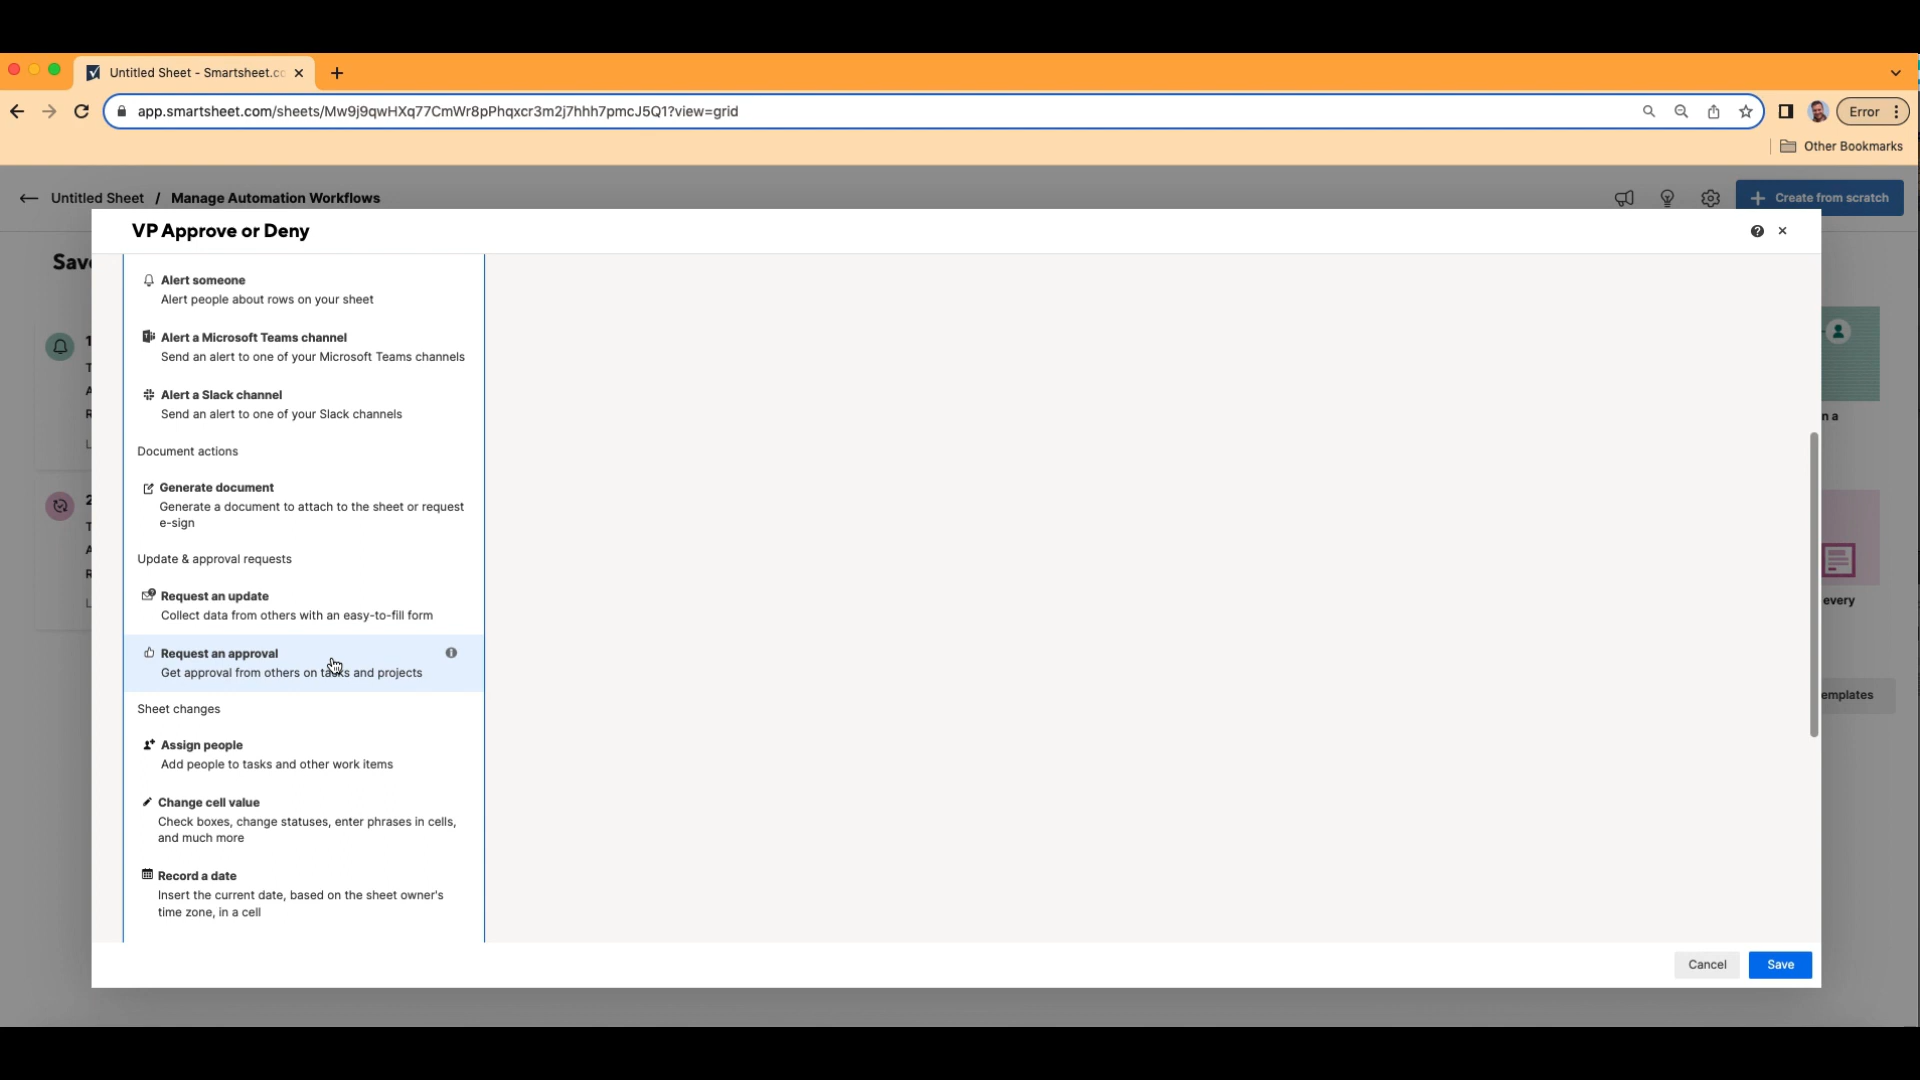 Untitled Sheet - Smartsheet.cc
app.smartsheet.com/sheets/Mw9j9qwHXq77CmWr8pPhqxcr3m2j7hhh7pmcJ5Q1?view=grid
Error
Other Bookmarks
Untitled Sheet / Manage Automation Workflows
Create from scratch
VP Approve or Deny
Alert someone
Alert people about rows on your sheet
Alert a Microsoft Teams channel
Send an alert to one of your Microsoft Teams channels
Alert a Slack channel
Send an alert to one of your Slack channels
Document actions
Generate document
Generate a document to attach to the sheet or request
e-sign
Update & approval requests
Request an update
Collect data from others with an easy-to-fill form
Request an approval
Get approval from others on tasks and projects
Sheet changes
Assign people
Add people to tasks and other work items
Change cell value
Check boxes, change statuses, enter phrases in cells,
and much more
Record a date
Insert the current date, based on the sheet owner's
time zone, in a cell
Cancel
Save
Sav
1
T
A
R
L
2
T
A
R
L
n a
every
emplates